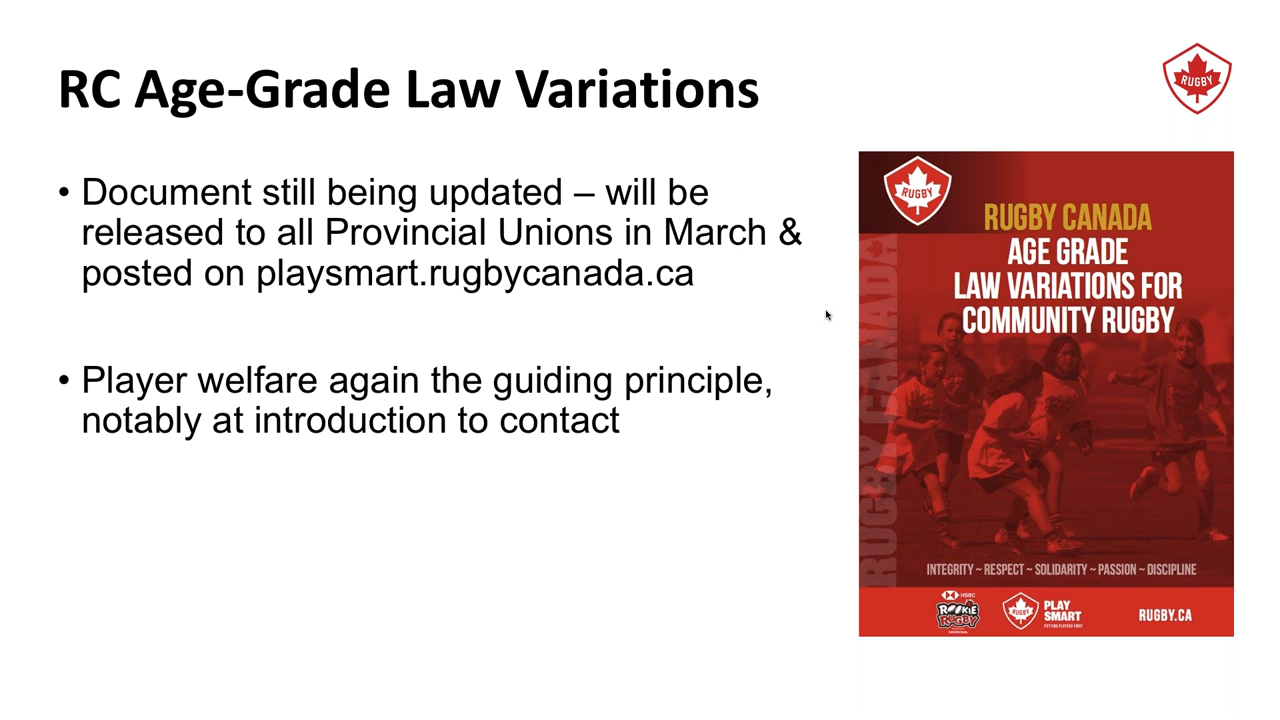 RC Age-Grade Law Variations
RUGBY
• Document still being updated – will be
released to all Provincial Unions in March &
posted on playsmart.rugbycanada.ca
• Player welfare again the guiding principle,
notably at introduction to contact
RUGBY
RUGBY CANADA
AGE GRADE
LAW VARIATIONS FOR
COMMUNITY RUGBY
RUGBY CANADA
INTEGRITY ~ RESPECT ~ SOLIDARITY ~ PASSION ~ DISCIPLINE
HSBC
ROOKIE
RUGBY
RUGBY
PLAY
SMART
PUTTING PLAYERS FIRST
RUGBY.CA